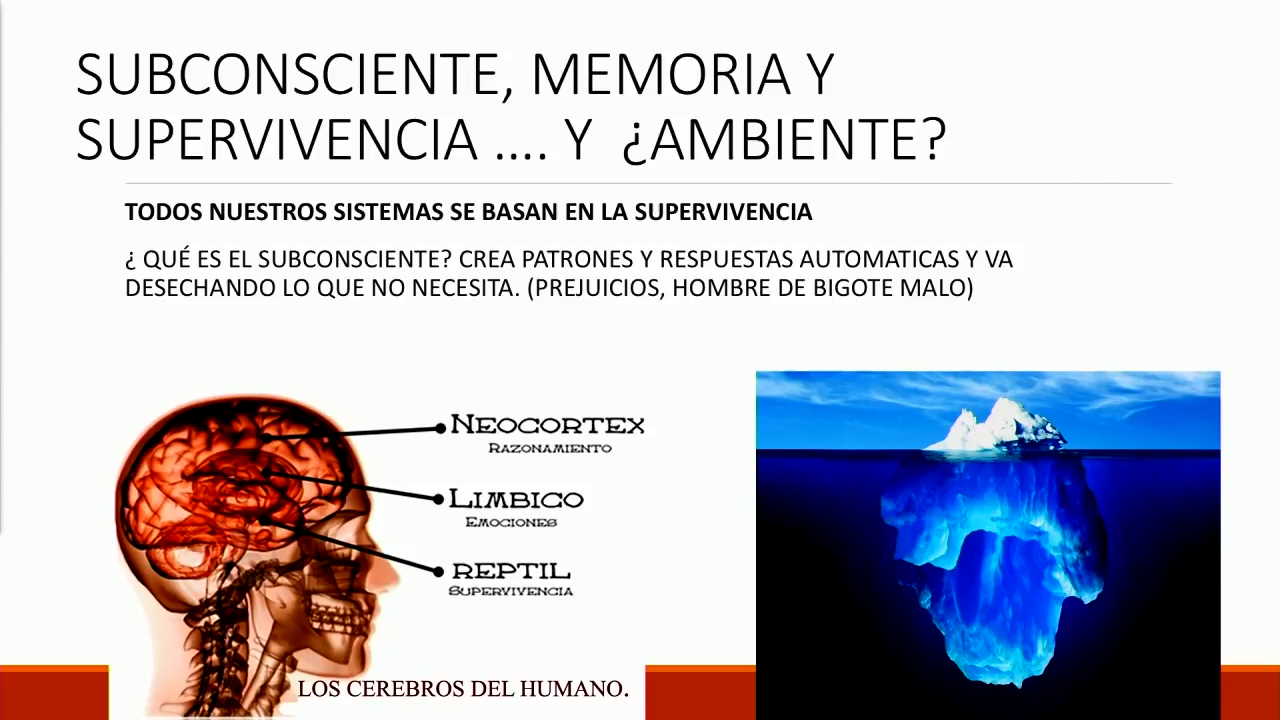 SUBCONSCIENTE, MEMORIA Y
SUPERVIVENCIA .... Y ¿AMBIENTE?
TODOS NUESTROS SISTEMAS SE BASAN EN LA SUPERVIVENCIA
¿ QUÉ ES EL SUBCONSCIENTE? CREA PATRONES Y RESPUESTAS AUTOMATICAS Y VA
DESECHANDO LO QUE NO NECESITA. (PREJUICIOS, HOMBRE DE BIGOTE MALO)
NEOCORTEX
RAZONAMIENTO
LIMBICO
EMOCIONES
REPTIL
SUPERVIVENCIA
LOS CEREBROS DEL HUMANO.